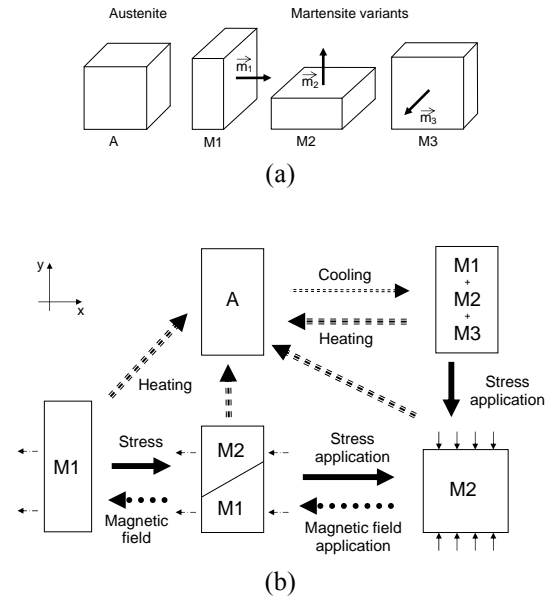 Austenite
Martensite variants
m₁
m₂
m₃
A
M1
M2
M3
(a)
y
x
A
Cooling
Heating
M1
+
M2
+
M3
Heating
Stress
application
M1
Stress
Magnetic
field
M2
M1
Stress
application
Magnetic field
application
M2
(b)